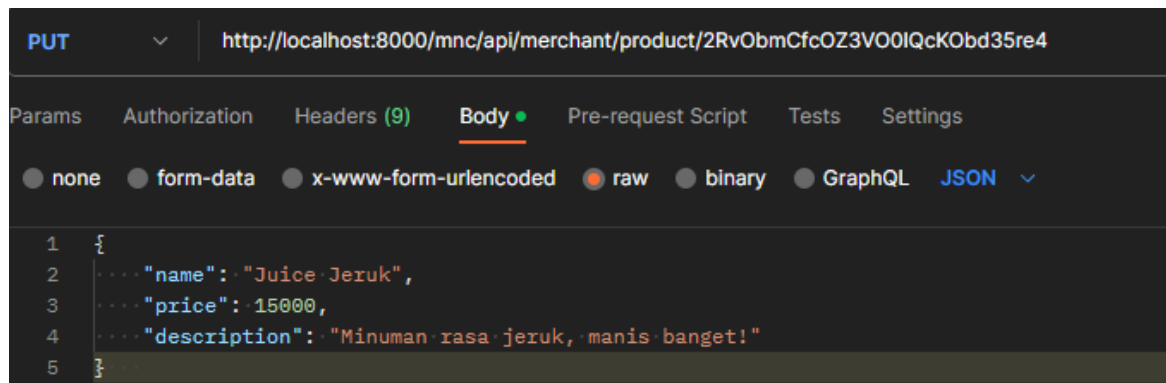 PUT http://localhost:8000/mnc/api/merchant/product/2RvObmCfcOZ3VO0IQcKObd35re4
Params Authorization Headers (9) Body Pre-request Script Tests Settings
none form-data x-www-form-urlencoded raw binary GraphQL JSON
1 {
2 "name": "Juice Jeruk",
3 "price": 15000,
4 "description": "Minuman rasa jeruk, manis banget!"
5 }